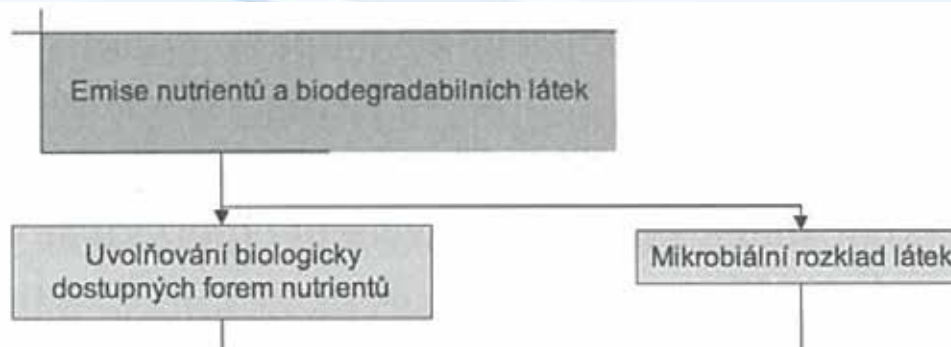 Emise nutrientů a biodegradabilních látek
Uvolňování biologicky
dostupných forem nutrientů
Mikrobiální rozklad látek